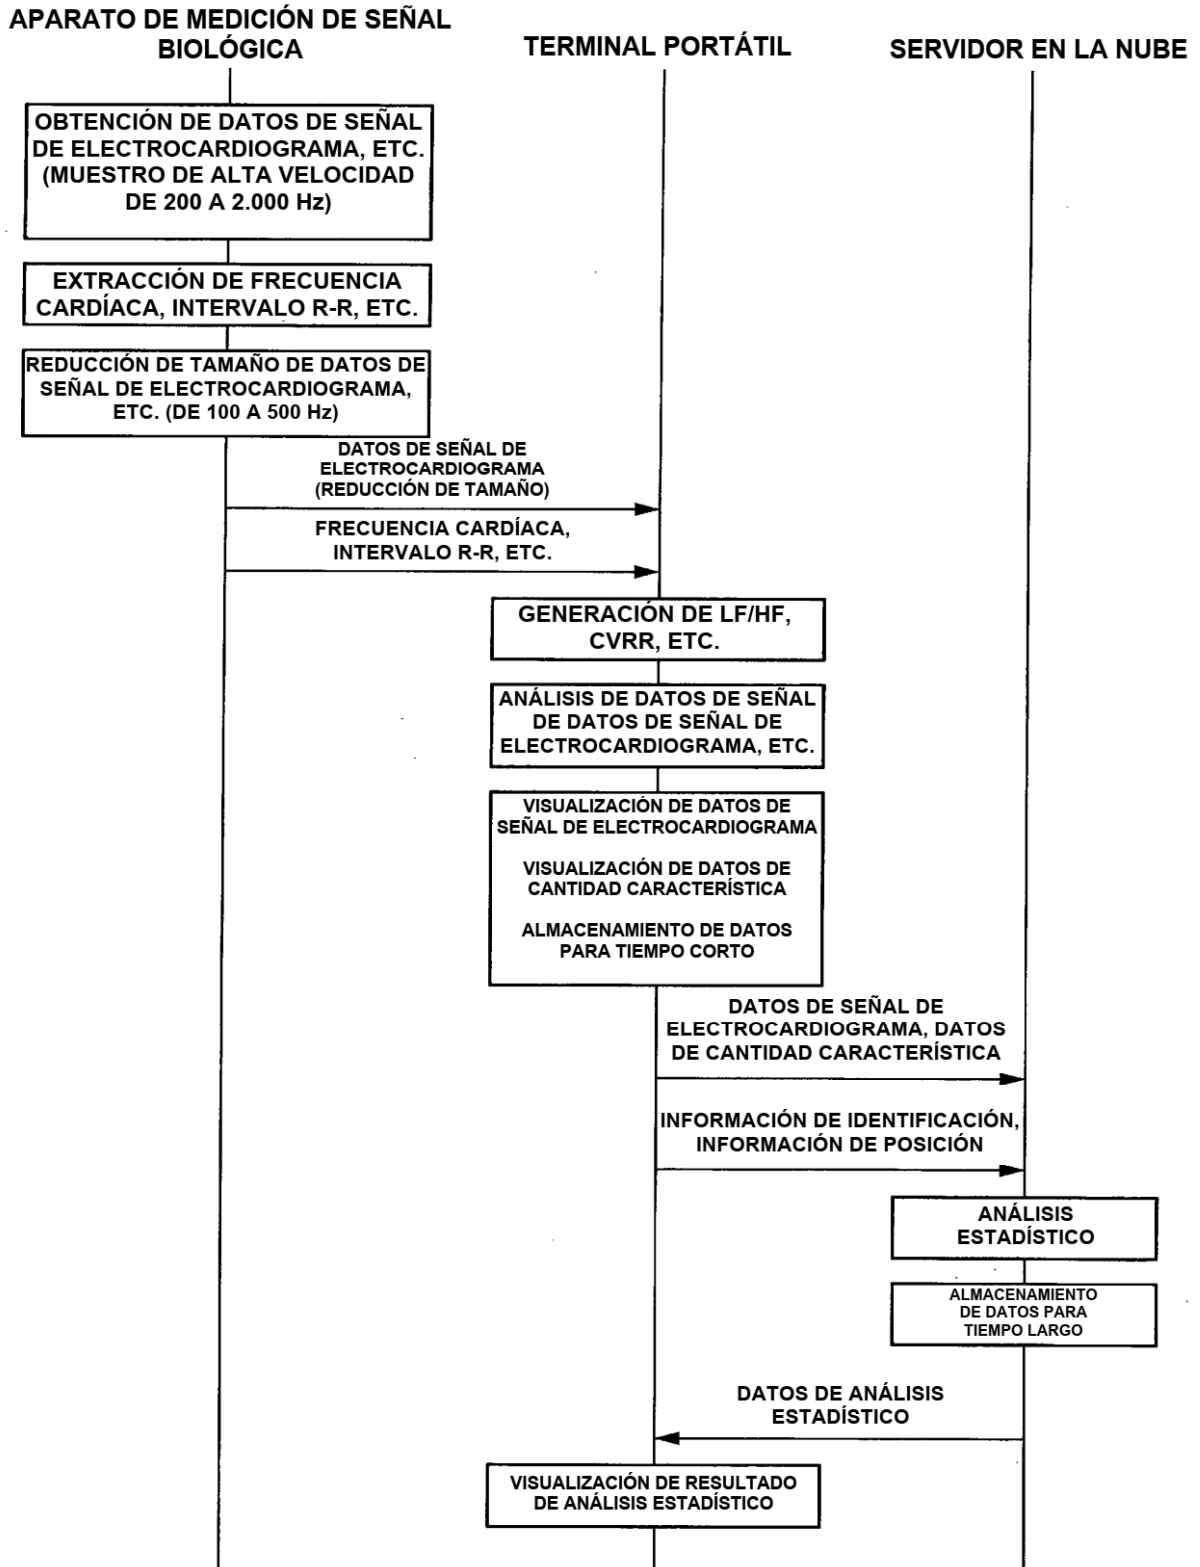 APARATO DE MEDICIÓN DE SEÑAL
BIOLÓGICA
TERMINAL PORTÁTIL
SERVIDOR EN LA NUBE
OBTENCIÓN DE DATOS DE SEÑAL
DE ELECTROCARDIOGRAMA, ETC.
(MUESTRO DE ALTA VELOCIDAD
DE 200 A 2.000 Hz)
EXTRACCIÓN DE FRECUENCIA
CARDÍACA, INTERVALO R-R, ETC.
REDUCCIÓN DE TAMAÑO DE DATOS DE
SEÑAL DE ELECTROCARDIOGRAMA,
ETC. (DE 100 A 500 Hz)
DATOS DE SEÑAL DE
ELECTROCARDIOGRAMA
(REDUCCIÓN DE TAMAÑO)
FRECUENCIA CARDÍACA,
INTERVALO R-R, ETC.
GENERACIÓN DE LF/HF,
CVRR, ETC.
ANÁLISIS DE DATOS DE SEÑAL
DE DATOS DE SEÑAL DE
ELECTROCARDIOGRAMA, ETC.
VISUALIZACIÓN DE DATOS DE
SEÑAL DE ELECTROCARDIOGRAMA
VISUALIZACIÓN DE DATOS DE
CANTIDAD CARACTERÍSTICA
ALMACENAMIENTO DE DATOS
PARA TIEMPO CORTO
DATOS DE SEÑAL DE
ELECTROCARDIOGRAMA, DATOS
DE CANTIDAD CARACTERÍSTICA
INFORMACIÓN DE IDENTIFICACIÓN,
INFORMACIÓN DE POSICIÓN
ANÁLISIS
ESTADÍSTICO
ALMACENAMIENTO
DE DATOS PARA
TIEMPO LARGO
DATOS DE ANÁLISIS
ESTADÍSTICO
VISUALIZACIÓN DE RESULTADO
DE ANÁLISIS ESTADÍSTICO